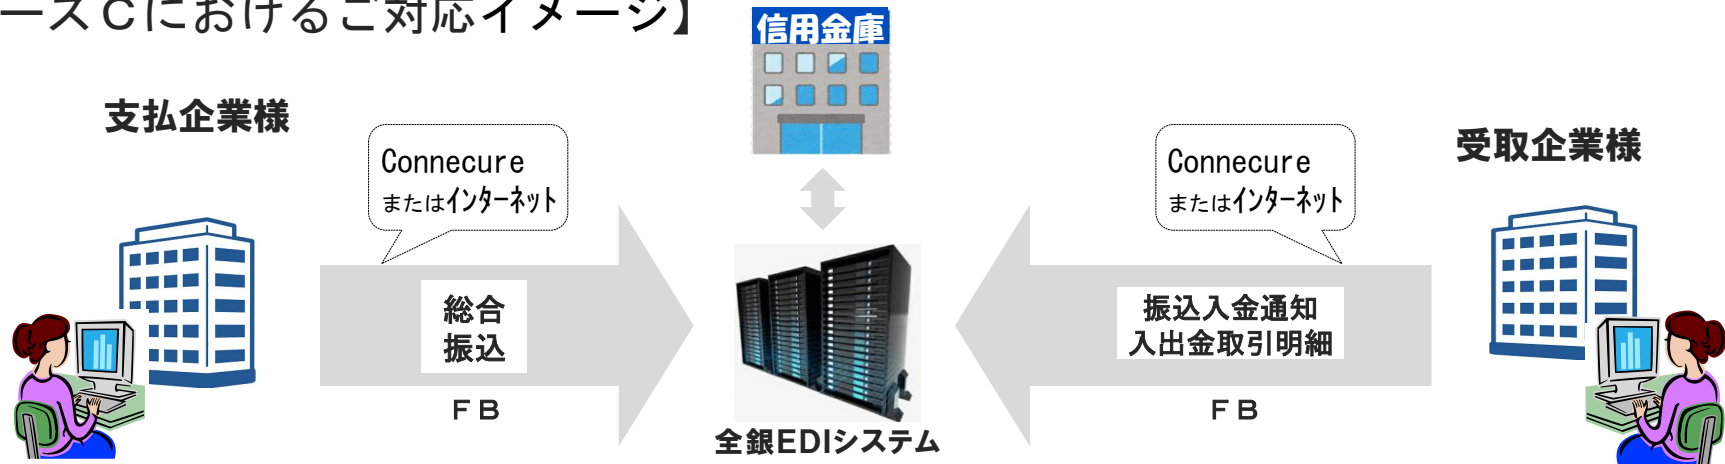 ースＣにおけるご対応イメージ】
信用金庫
支払企業様
受取企業様
Connecure
またはｲﾝﾀｰﾈｯﾄ
Connecure
またはｲﾝﾀｰﾈｯﾄ
総合
振込
振込入金通知
入出金取引明細
ＦＢ
ＦＢ
全銀EDIシステム